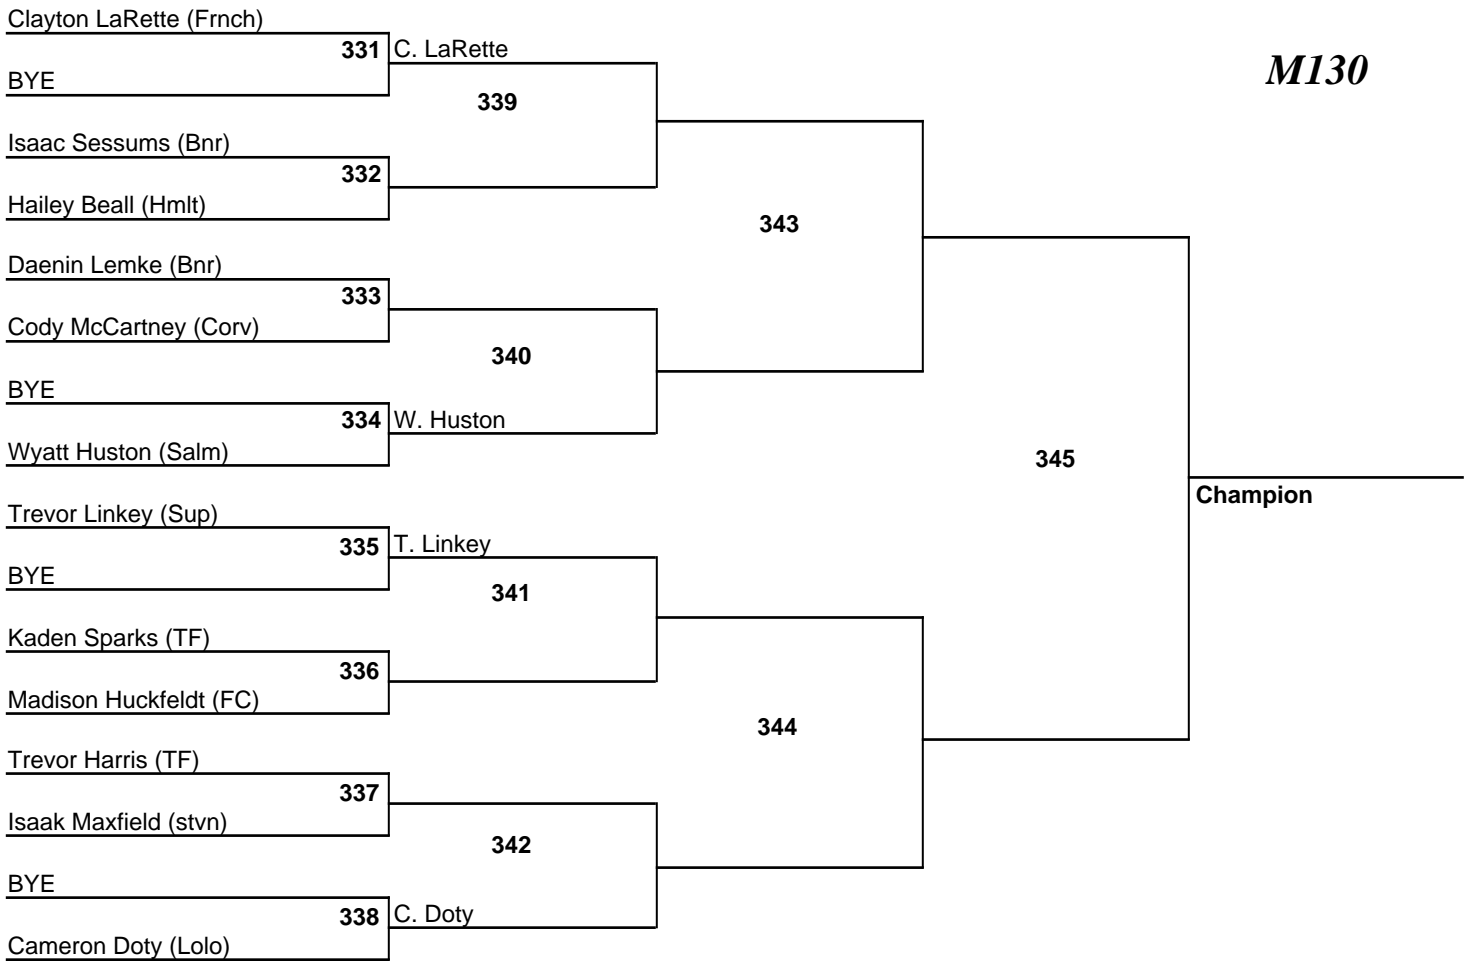 Clayton LaRette (Frnch)
331 C. LaRette
M130
BYE
339
Isaac Sessums (Bnr)
332
Hailey Beall (Hmlt)
343
Daenin Lemke (Bnr)
333
Cody McCartney (Corv)
340
BYE
334 W. Huston
Wyatt Huston (Salm)
345
Champion
Trevor Linkey (Sup)
335 T. Linkey
BYE
341
Kaden Sparks (TF)
336
Madison Huckfeldt (FC)
344
Trevor Harris (TF)
337
Isaak Maxfield (stvn)
342
BYE
338 C. Doty
Cameron Doty (Lolo)